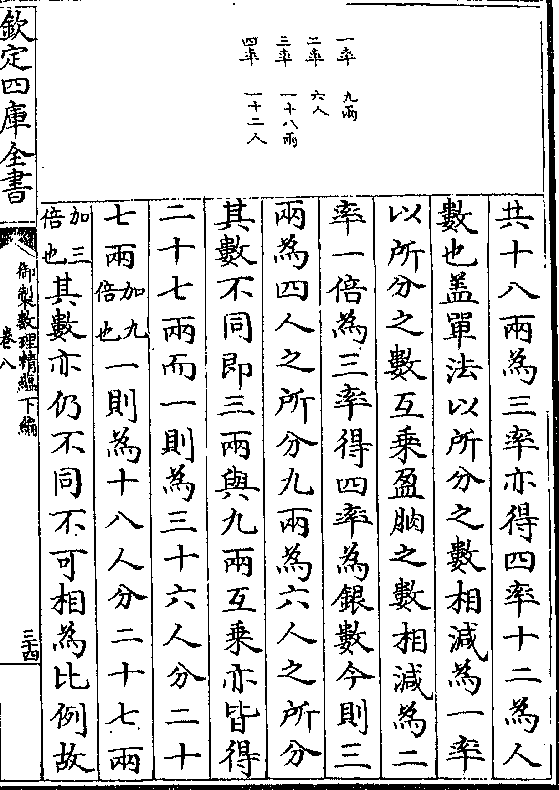 一率　九兩
二率　六人
三率　一十八兩
四率　一十二人
共十八兩為三率亦得四率十二為人
數也盖單法以所分之數相減為一率
以所分之數互乘盈朒之數相減為二
率一倍為三率得四率為銀數今則三
兩為四人之所分九兩為六人之所分
其數不同即三兩與九兩互乘亦皆得
二十七兩而一則為三十六人分二十
七兩加九倍也一則為十八人分二十七兩
加三倍也其數亦仍不同不可相為比例故
欽定四庫全書
御製數理精蘊下編
卷八
三十四